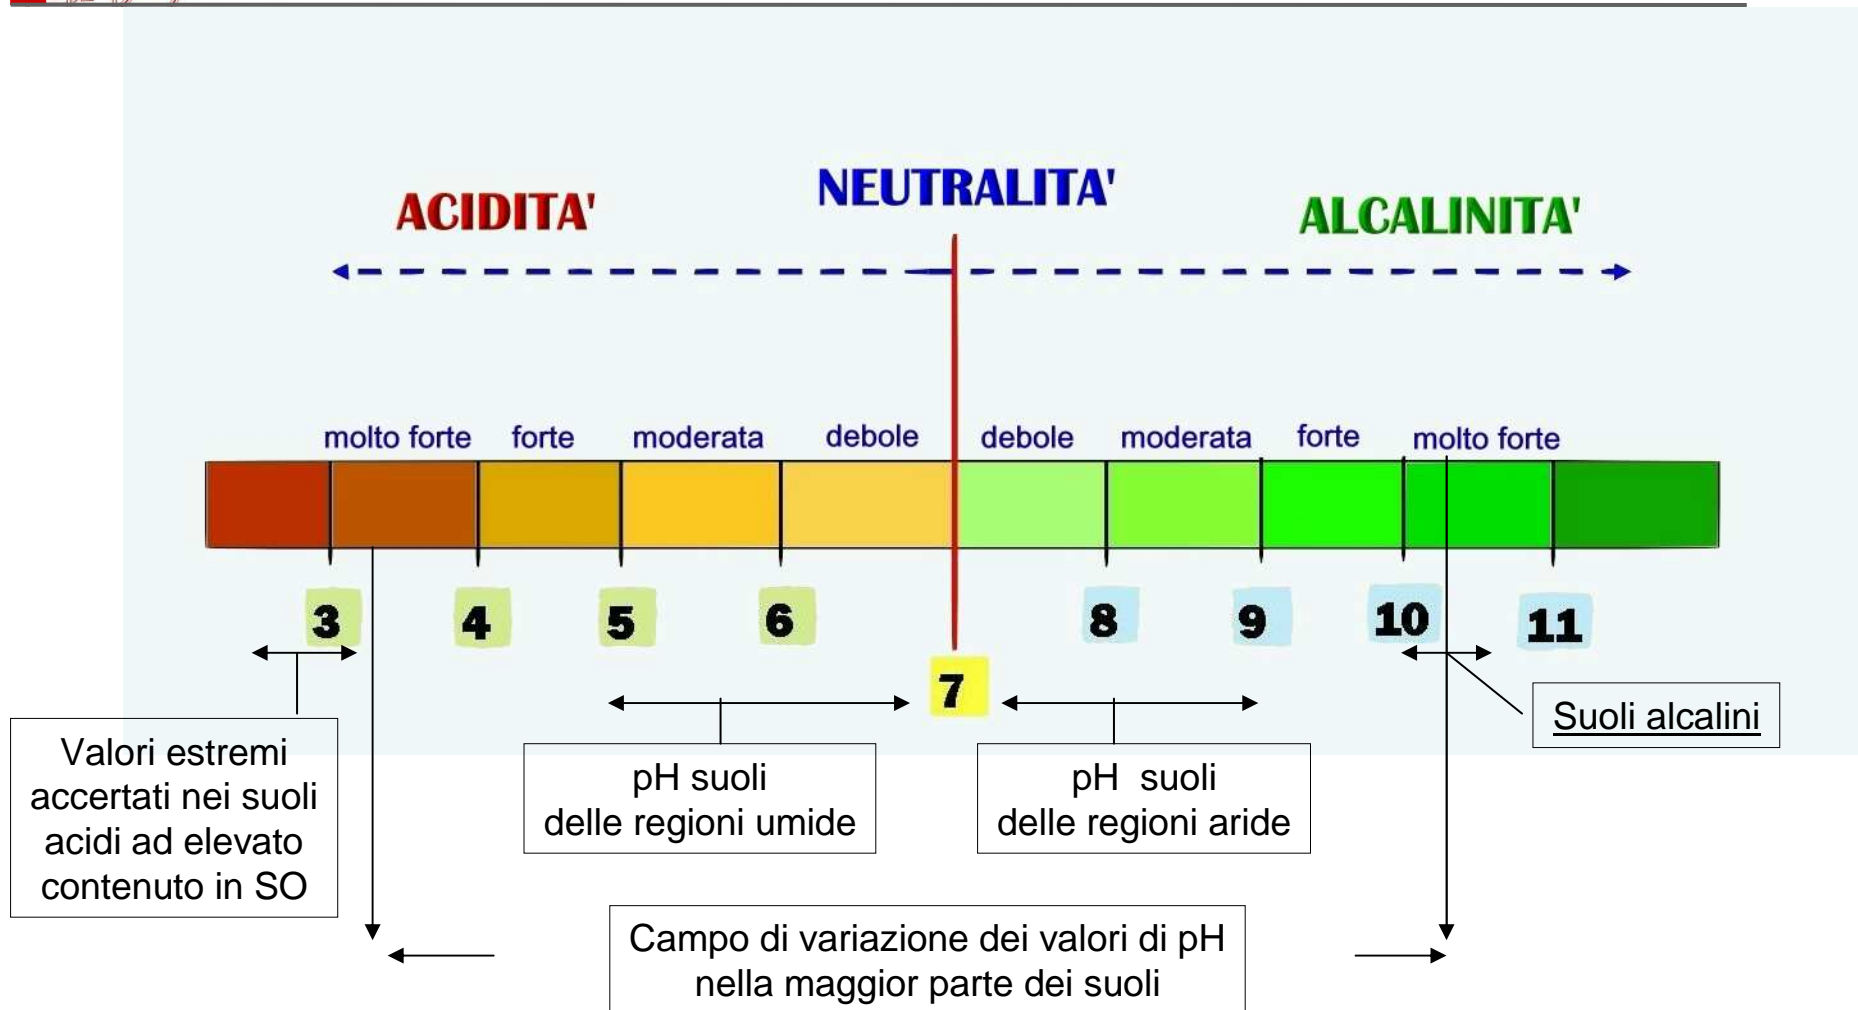 ACIDITA'
NEUTRALITA'
ALCALINITA'
molto forte
forte
moderata
debole
debole
moderata
forte
molto forte
3
4
5
6
7
8
9
10
11
Valori estremi
accertati nei suoli
acidi ad elevato
contenuto in SO
pH suoli
delle regioni umide
pH suoli
delle regioni aride
Suoli alcalini
Campo di variazione dei valori di pH
nella maggior parte dei suoli